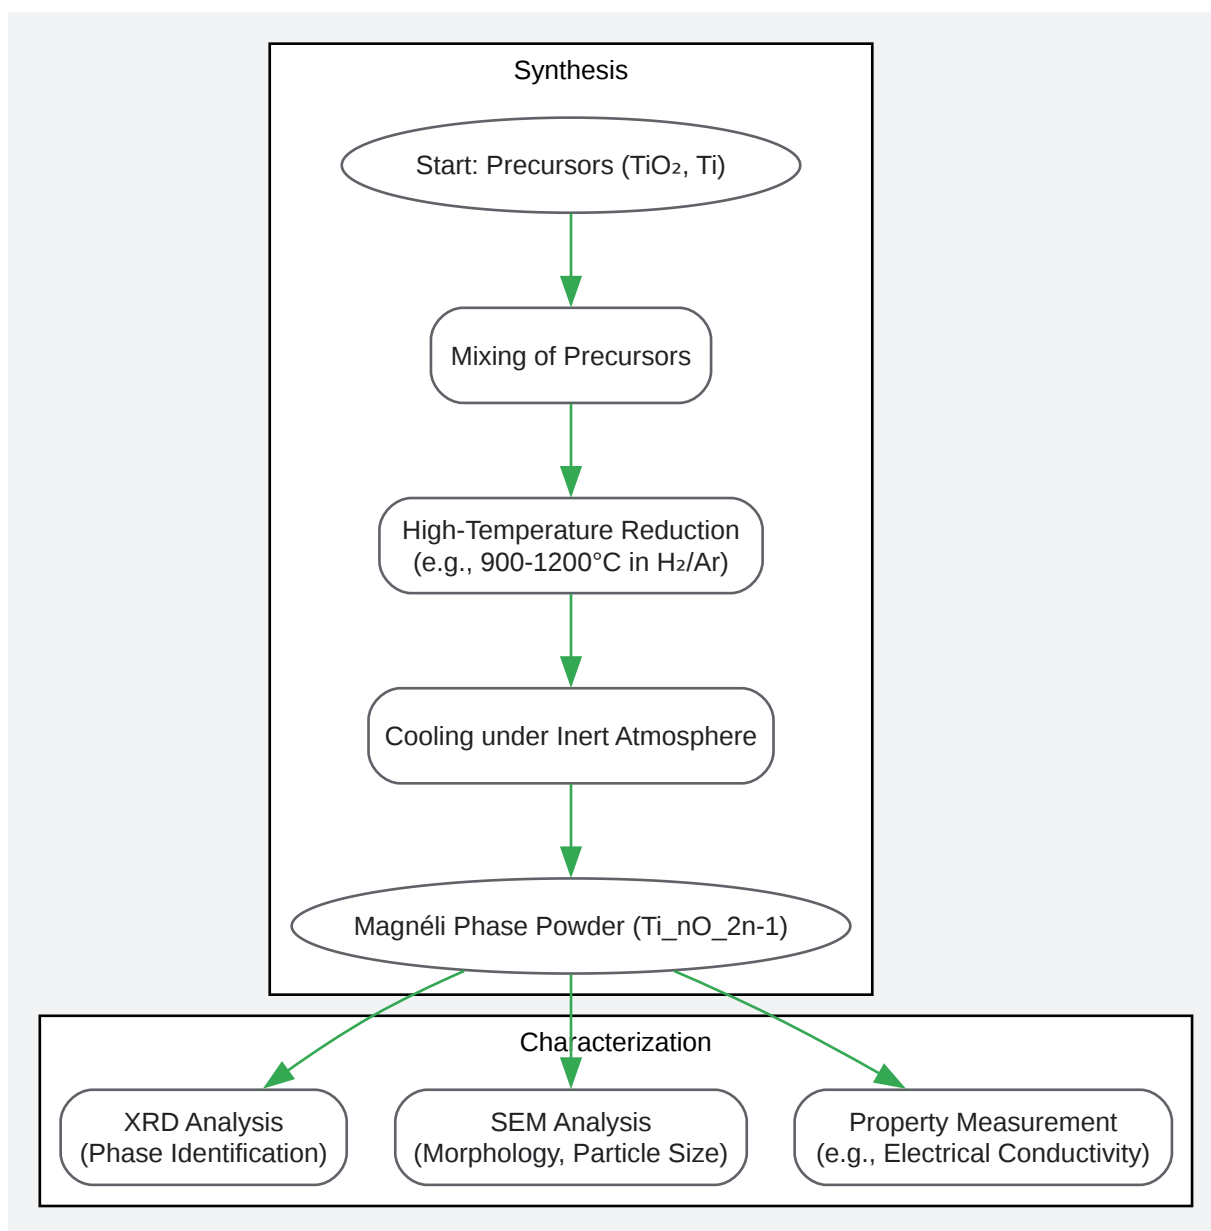 Synthesis
Start: Precursors (TiO₂, Ti)
Mixing of Precursors
High-Temperature Reduction
(e.g., 900-1200°C in H₂/Ar)
Cooling under Inert Atmosphere
Magnéli Phase Powder (Ti_nO_2n-1)
Characterization
XRD Analysis
(Phase Identification)
SEM Analysis
(Morphology, Particle Size)
Property Measurement
(e.g., Electrical Conductivity)